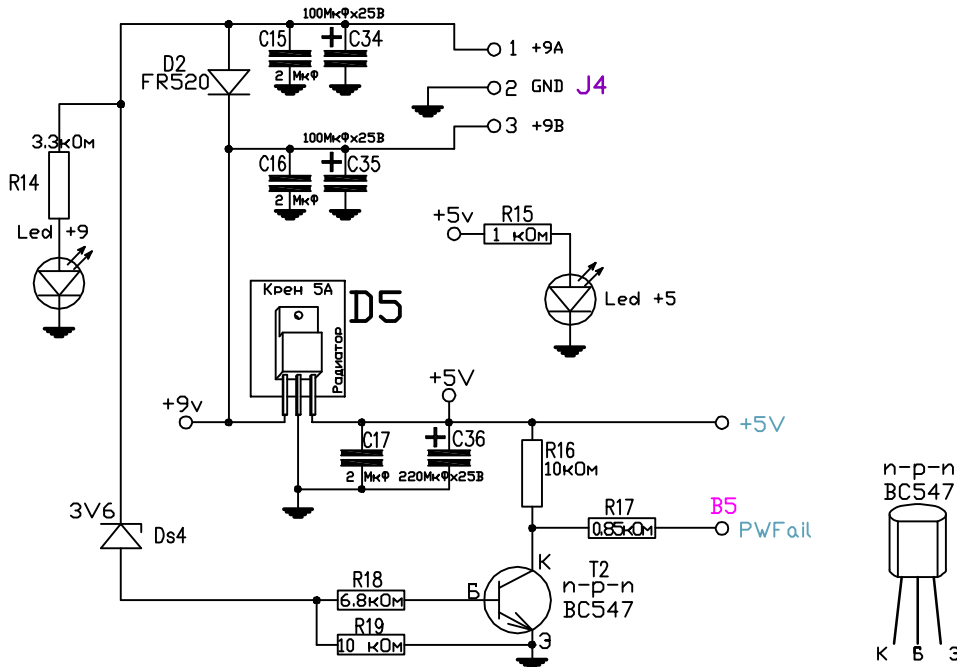 100МкФх25В
C15
C34
2 МкФ
1 +9A
2 GND J4
3 +9B
D2
FR520
100МкФх25В
C16
C35
2 МкФ
3.3кОм
R14
Led +9
+5v
R15
1 кОм
Led +5
Крен 5А
Радиатор
D5
+5V
+9v
C17
2 МкФ
C36
220МкФх25В
+5V
R16
10кОм
R17
0.85кОм
B5
PWFail
3V6
Ds4
R18
6.8кОм
R19
10 кОм
Б
К
Э
T2
n-p-n
BC547
n-p-n
BC547
К Б Э